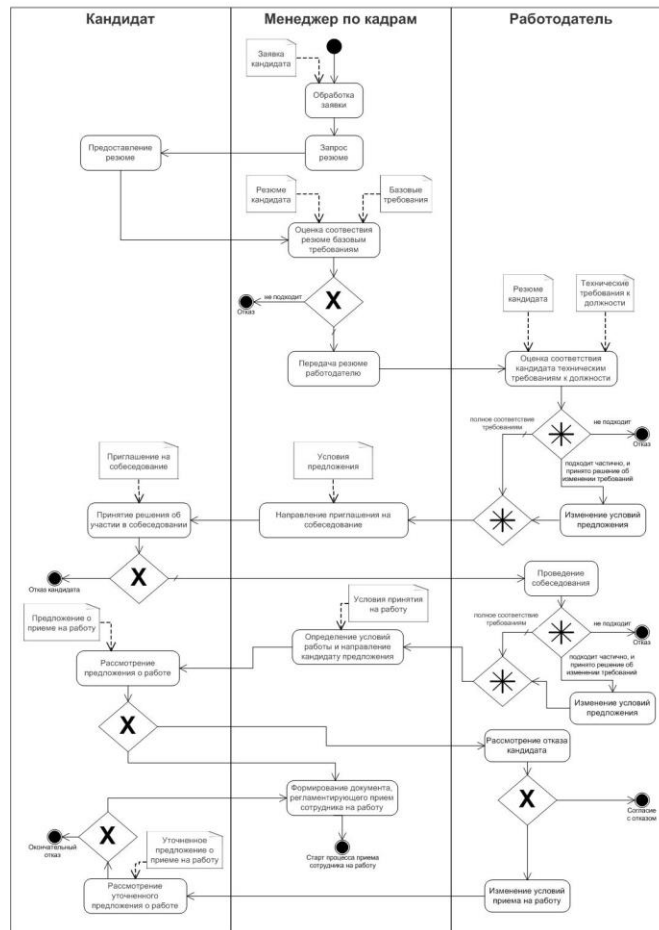 Кандидат
Менеджер по кадрам
Работодатель
Заявка
кандидата
Обработка
заявки
Предоставление
резюме
Запрос
резюме
Резюме
кандидата
Базовые
требования
Оценка соотвествия
резюме базовым
требованиям
X
не подходит
Отказ
Резюме
кандидата
Технические
требования к
должности
Передача резюме
работодателю
Оценка соответствия
кандидата техническим
требованиям к должности
полное соответствие
требованиям
не подходит
Отказ
подходит частично, и
принято решение об
изменении требований
Приглашение на
собеседование
Условия
предложения
Принятие решения об
участии в собеседовании
Направление приглашения на
собеседование
Изменение условий
предложения
X
Отказ кандидата
Проведение
собеседования
Предложение о
приеме на работу
Условия принятия
на работу
полное соответствие
требованиям
не подходит
Отказ
Рассмотрение
предложения о работе
Определение условий
работы и направление
кандидату предложения
подходит частично, и
принято решение об
изменении требований
Изменение условий
предложения
X
Рассмотрение отказа
кандидата
Формирование документа,
регламентирующего прием
сотрудника на работу
X
Согласие
с отказом
X
Окончательный
отказ
Уточненное
предложение о
приеме на работу
Старт процесса приема
сотрудника на работу
Рассмотрение
уточненного
предложения о работе
Изменение условий
приема на работу